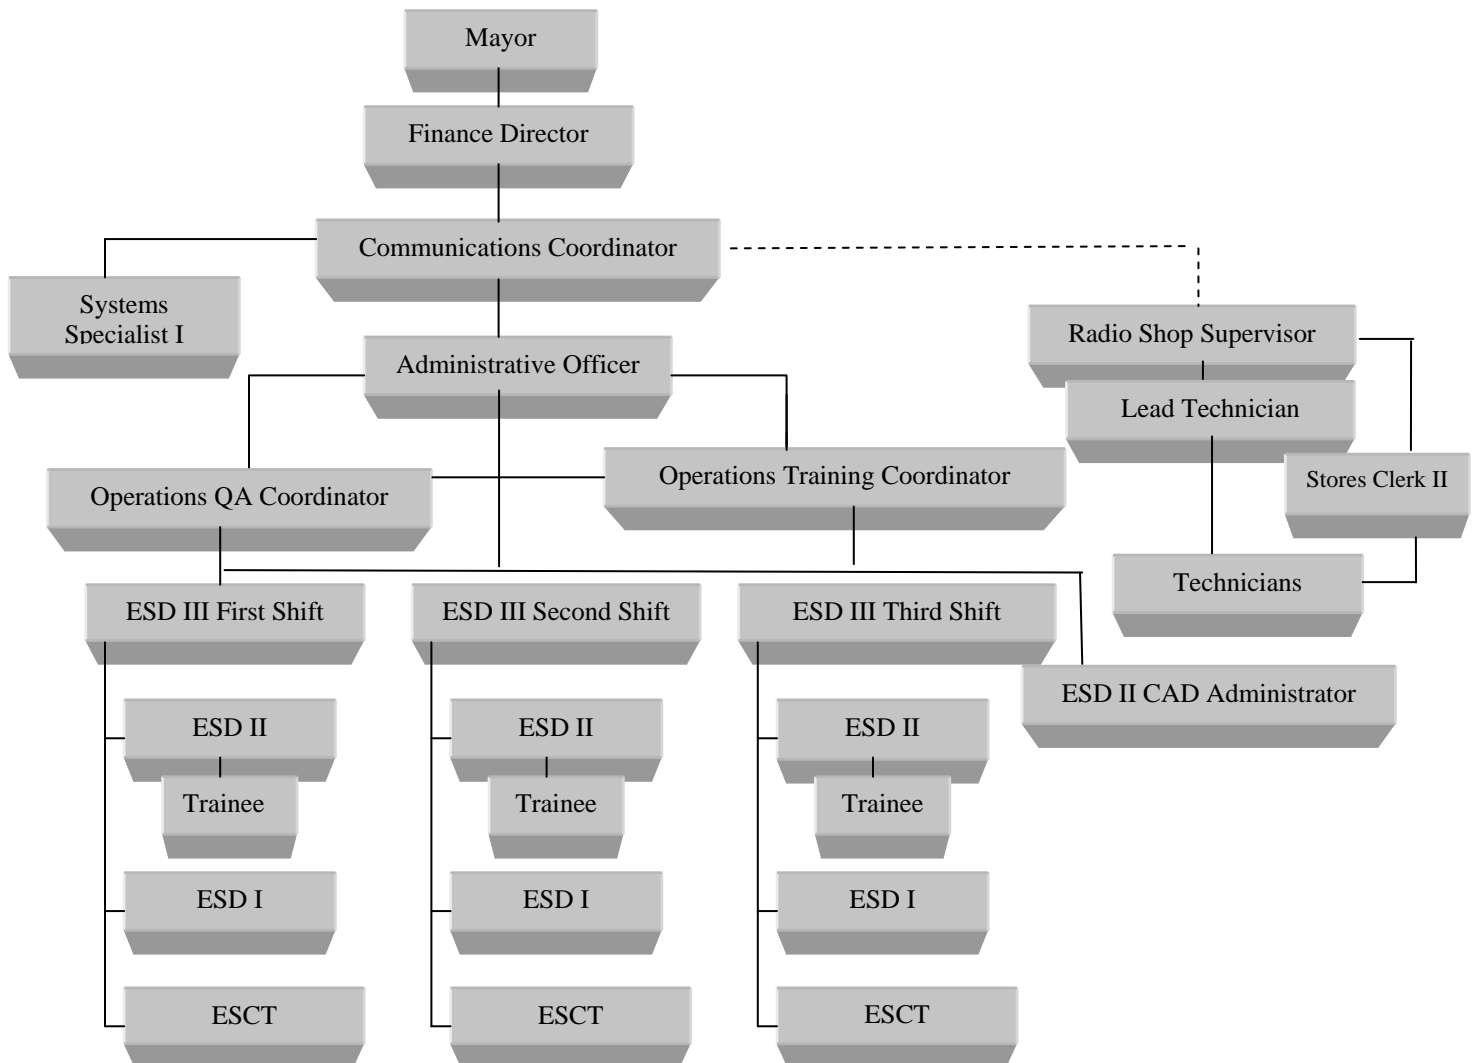 Mayor
Finance Director
Communications Coordinator
Systems
Specialist I
Radio Shop Supervisor
Administrative Officer
Lead Technician
Operations QA Coordinator
Operations Training Coordinator
Stores Clerk II
Technicians
ESD III First Shift
ESD III Second Shift
ESD III Third Shift
ESD II CAD Administrator
ESD II
ESD II
ESD II
Trainee
Trainee
Trainee
ESD I
ESD I
ESD I
ESCT
ESCT
ESCT